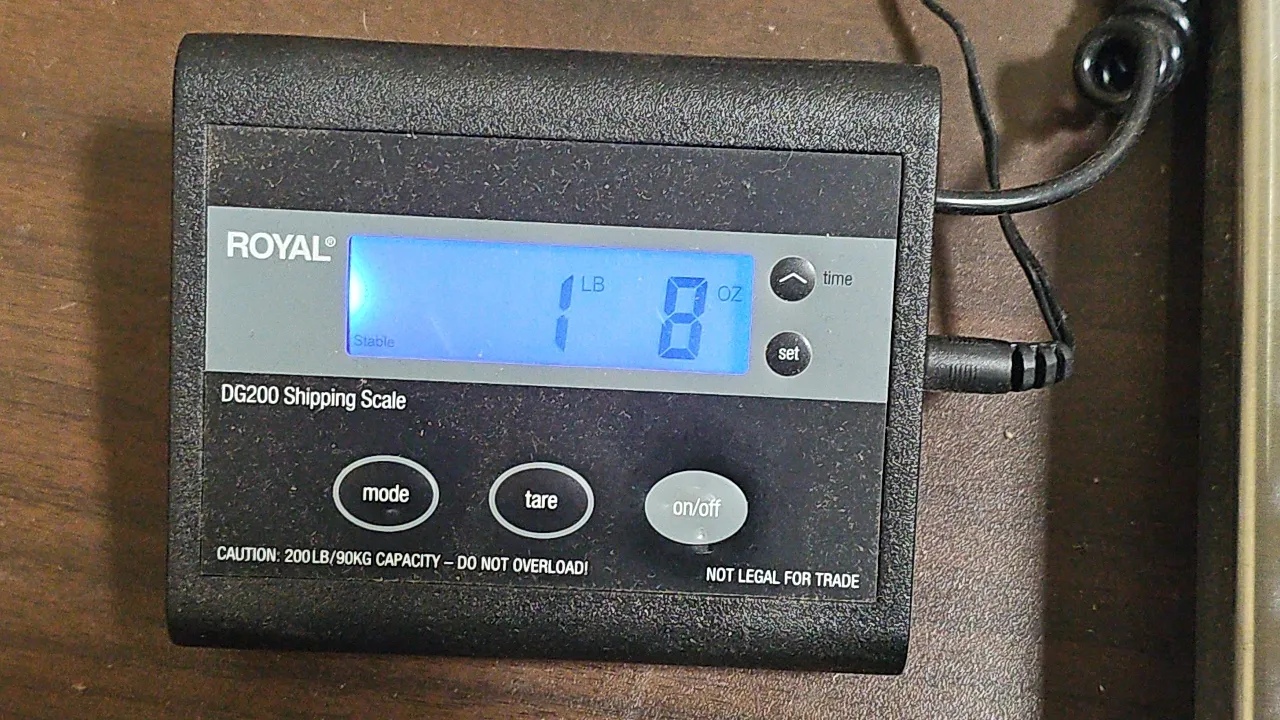 ROYAL®
1 LB 8 OZ
Stable
time
set
DG200 Shipping Scale
mode tare on/off
CAUTION: 200LB/90KG CAPACITY – DO NOT OVERLOAD!
NOT LEGAL FOR TRADE